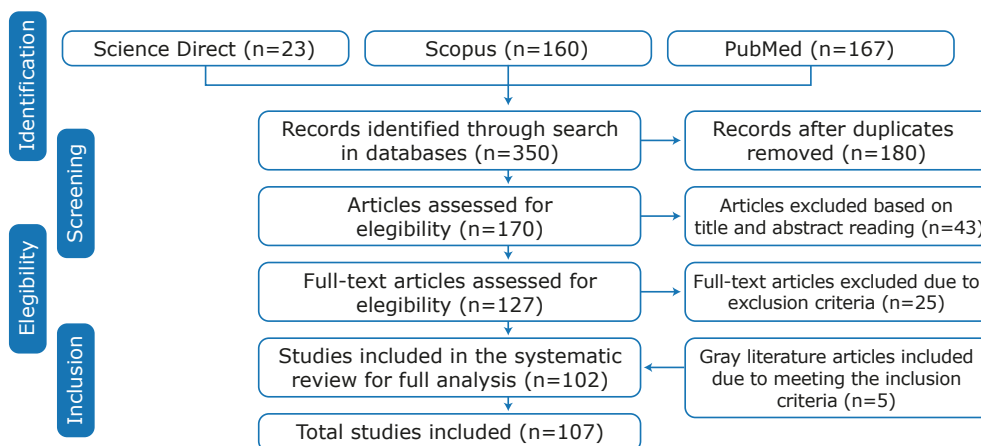 Identification
Science Direct (n=23)
Scopus (n=160)
PubMed (n=167)
Records identified through search
in databases (n=350)
Records after duplicates
removed (n=180)
Screening
Articles assessed for
elegibility (n=170)
Articles excluded based on
title and abstract reading (n=43)
Elegibility
Full-text articles assessed for
elegibility (n=127)
Full-text articles excluded due to
exclusion criteria (n=25)
Inclusion
Studies included in the systematic
review for full analysis (n=102)
Gray literature articles included
due to meeting the inclusion
criteria (n=5)
Total studies included (n=107)